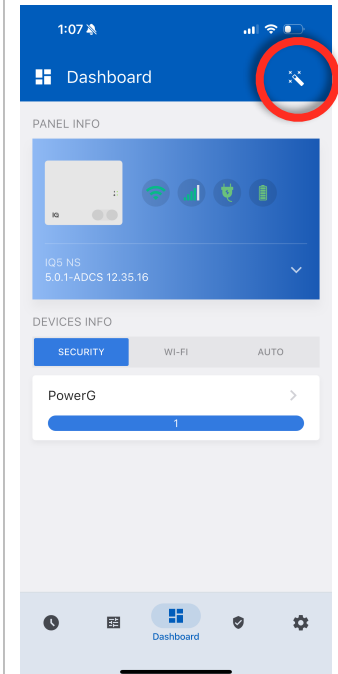 1:07
Dashboard
PANEL INFO
IQ
IQ5 NS
5.0.1-ADCS 12.35.16
DEVICES INFO
SECURITY
WI-FI
AUTO
PowerG
1
Dashboard